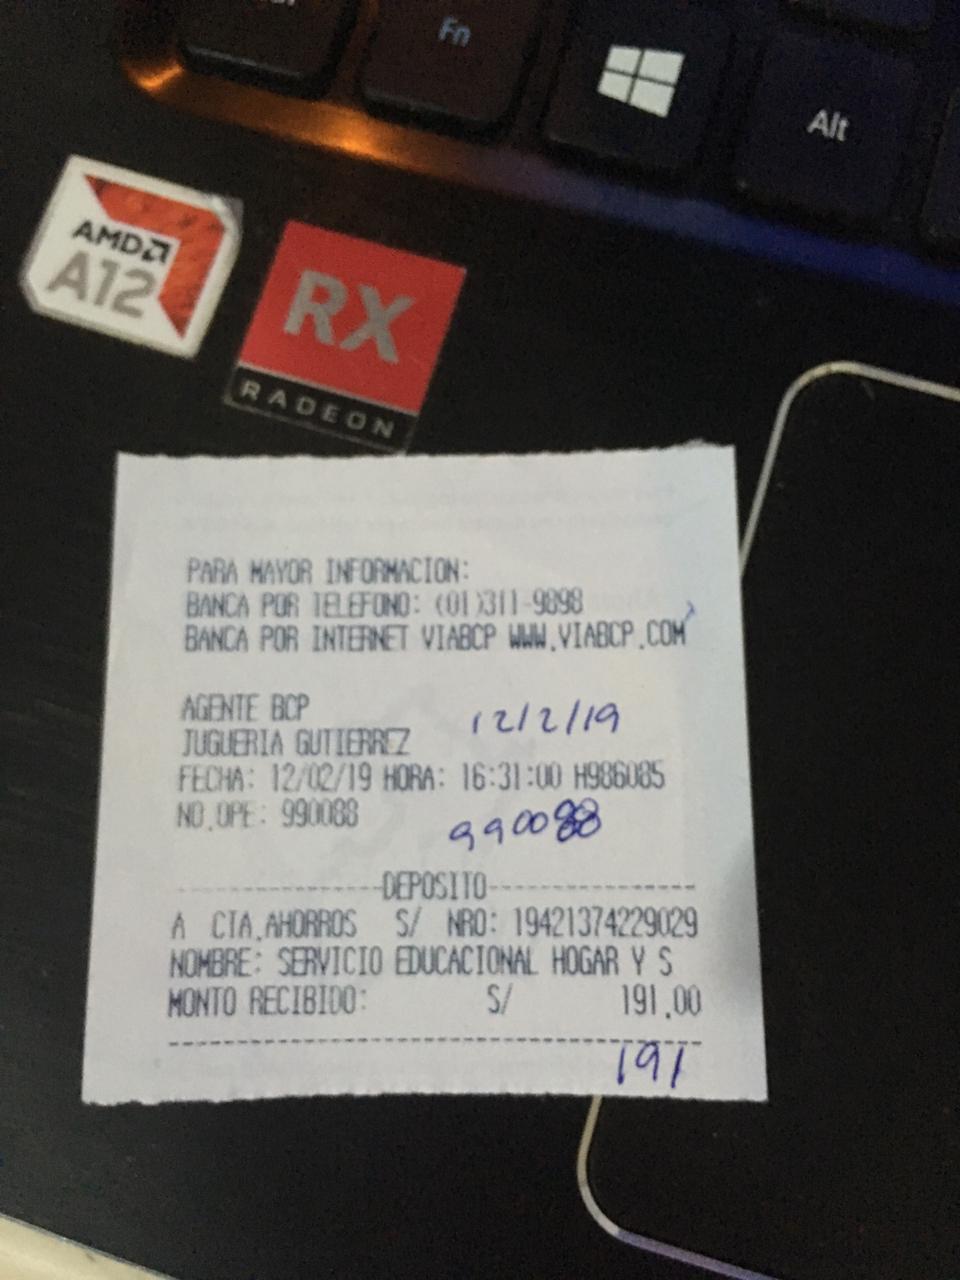 Fn
Alt
AMD
A12
RX
RADEON
PARA MAYOR INFORMACION:
BANCA POR TELEFONO: (01)311-9898
BANCA POR INTERNET VIABCP WWW.VIABCP.COM
AGENTE BCP
12/2/19
JUGUERIA GUTIERREZ
FECHA: 12/02/19 HORA: 16:31:00 H986085
NO.OPE: 990088
990088
--------------------DEPOSITO--------------------
A CTA.AHORROS S/ NRO: 19421374229029
NOMBRE: SERVICIO EDUCACIONAL HOGAR Y S
MONTO RECIBIDO: S/ 191.00
191